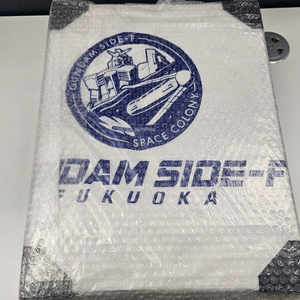 GUNDAM SIDE-F
SPACE COLONY
DAM SIDE-F
FUKUOKA